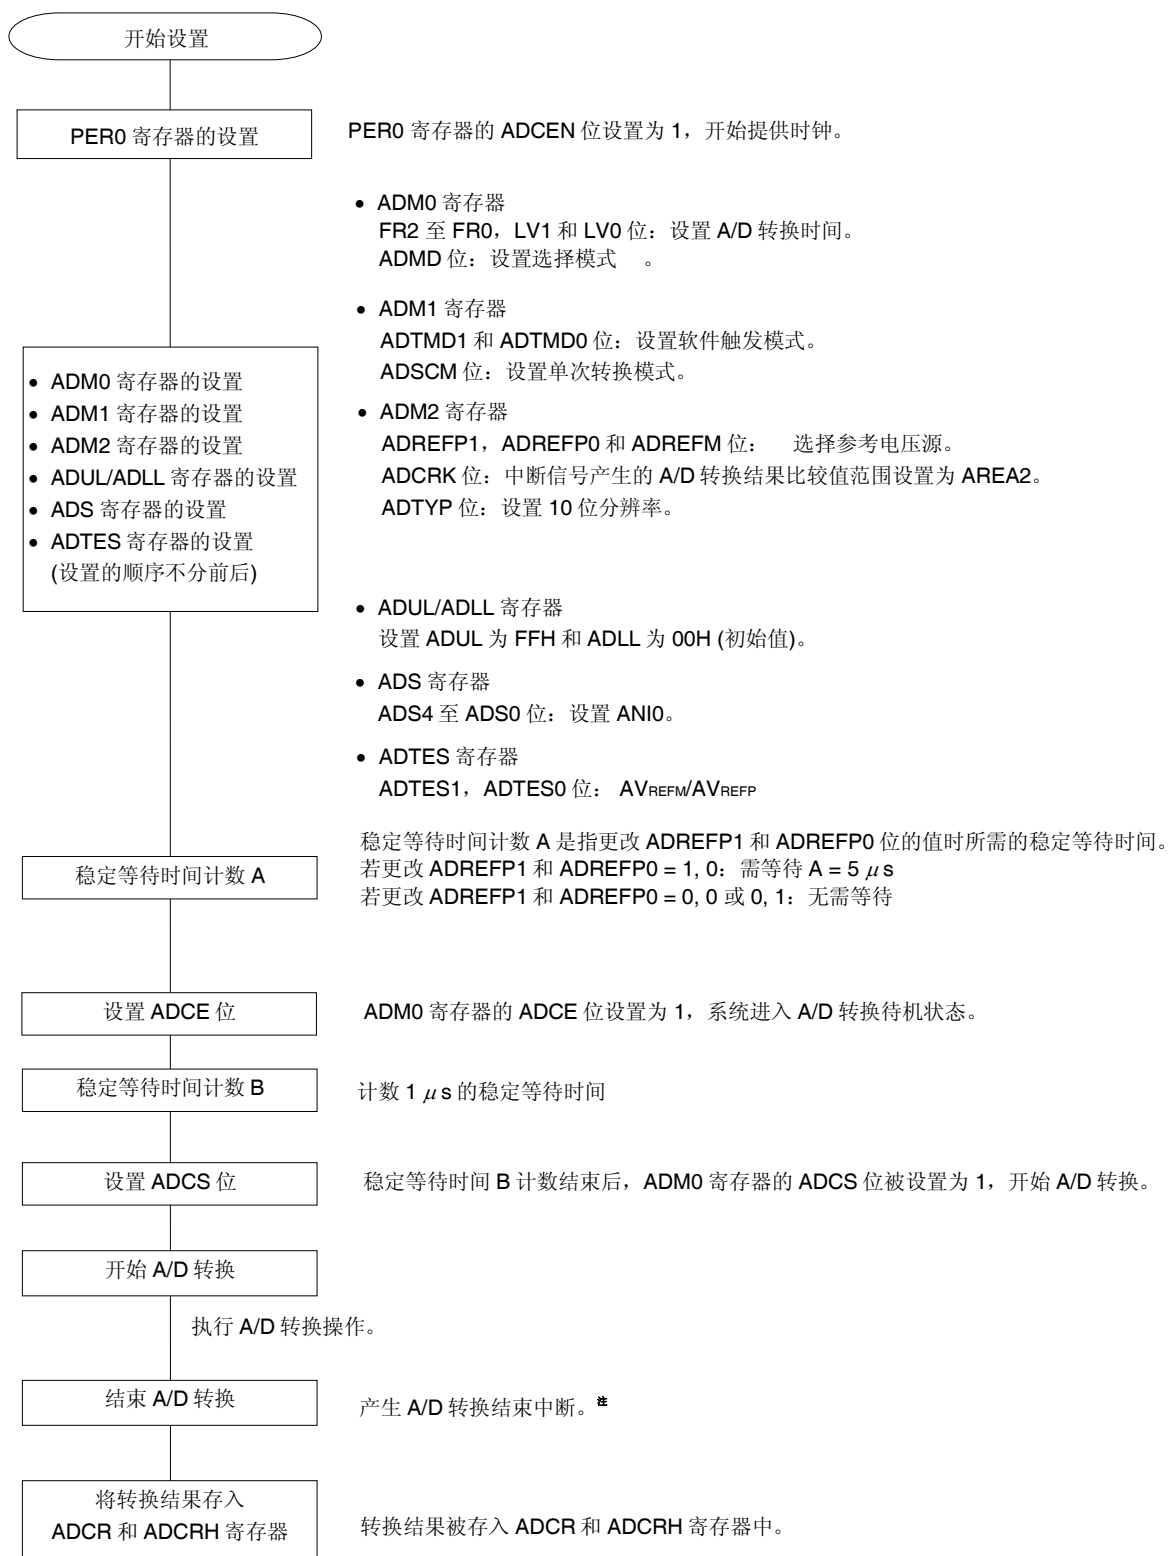 开始设置
PER0 寄存器的设置
PER0 寄存器的 ADCEN 位设置为 1，开始提供时钟。
• ADM0 寄存器
FR2 至 FR0，LV1 和 LV0 位：设置 A/D 转换时间。
ADMD 位：设置选择模式 。
• ADM1 寄存器
ADTMD1 和 ADTMD0 位：设置软件触发模式。
ADSCM 位：设置单次转换模式。
• ADM2 寄存器
ADREFP1，ADREFP0 和 ADREFM 位： 选择参考电压源。
ADCRK 位：中断信号产生的 A/D 转换结果比较值范围设置为 AREA2。
ADTYP 位：设置 10 位分辨率。
• ADM0 寄存器的设置
• ADM1 寄存器的设置
• ADM2 寄存器的设置
• ADUL/ADLL 寄存器的设置
• ADS 寄存器的设置
• ADTES 寄存器的设置
(设置的顺序不分前后)
• ADUL/ADLL 寄存器
设置 ADUL 为 FFH 和 ADLL 为 00H (初始值)。
• ADS 寄存器
ADS4 至 ADS0 位：设置 ANI0。
• ADTES 寄存器
ADTES1，ADTES0 位： AVREFM/AVREFP
稳定等待时间计数 A
稳定等待时间计数 A 是指更改 ADREFP1 和 ADREFP0 位的值时所需的稳定等待时间。
若更改 ADREFP1 和 ADREFP0 = 1, 0：需等待 A = 5 μs
若更改 ADREFP1 和 ADREFP0 = 0, 0 或 0, 1：无需等待
设置 ADCE 位
ADM0 寄存器的 ADCE 位设置为 1，系统进入 A/D 转换待机状态。
稳定等待时间计数 B
计数 1 μs 的稳定等待时间
设置 ADCS 位
稳定等待时间 B 计数结束后，ADM0 寄存器的 ADCS 位被设置为 1，开始 A/D 转换。
开始 A/D 转换
执行 A/D 转换操作。
结束 A/D 转换
产生 A/D 转换结束中断。注
将转换结果存入
ADCR 和 ADCRH 寄存器
转换结果被存入 ADCR 和 ADCRH 寄存器中。